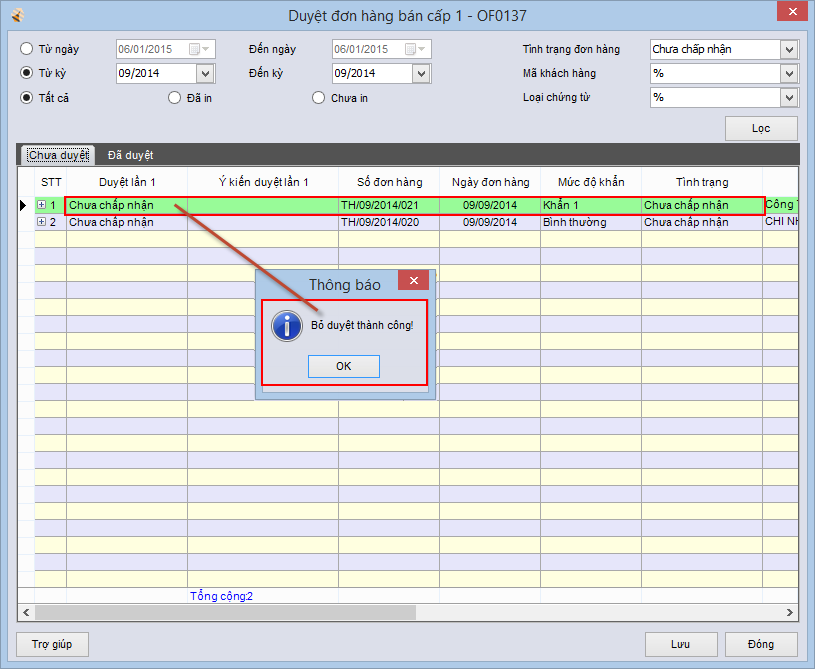 Duyệt đơn hàng bán cấp 1 - OF0137
Từ ngày 06/01/2015 Đến ngày 06/01/2015 Tình trạng đơn hàng Chưa chấp nhận
Từ kỳ 09/2014 Đến kỳ 09/2014 Mã khách hàng %
Tất cả Đã in Chưa in Loại chứng từ %
Lọc
Chưa duyệt Đã duyệt
STT Duyệt lần 1 Ý kiến duyệt lần 1 Số đơn hàng Ngày đơn hàng Mức độ khẩn Tình trạng
1 Chưa chấp nhận TH/09/2014/021 09/09/2014 Khẩn 1 Chưa chấp nhận Công
2 Chưa chấp nhận TH/09/2014/020 09/09/2014 Bình thường Chưa chấp nhận CHI
Thông báo
Bỏ duyệt thành công!
OK
Tổng cộng:2
Trợ giúp Lưu Đóng